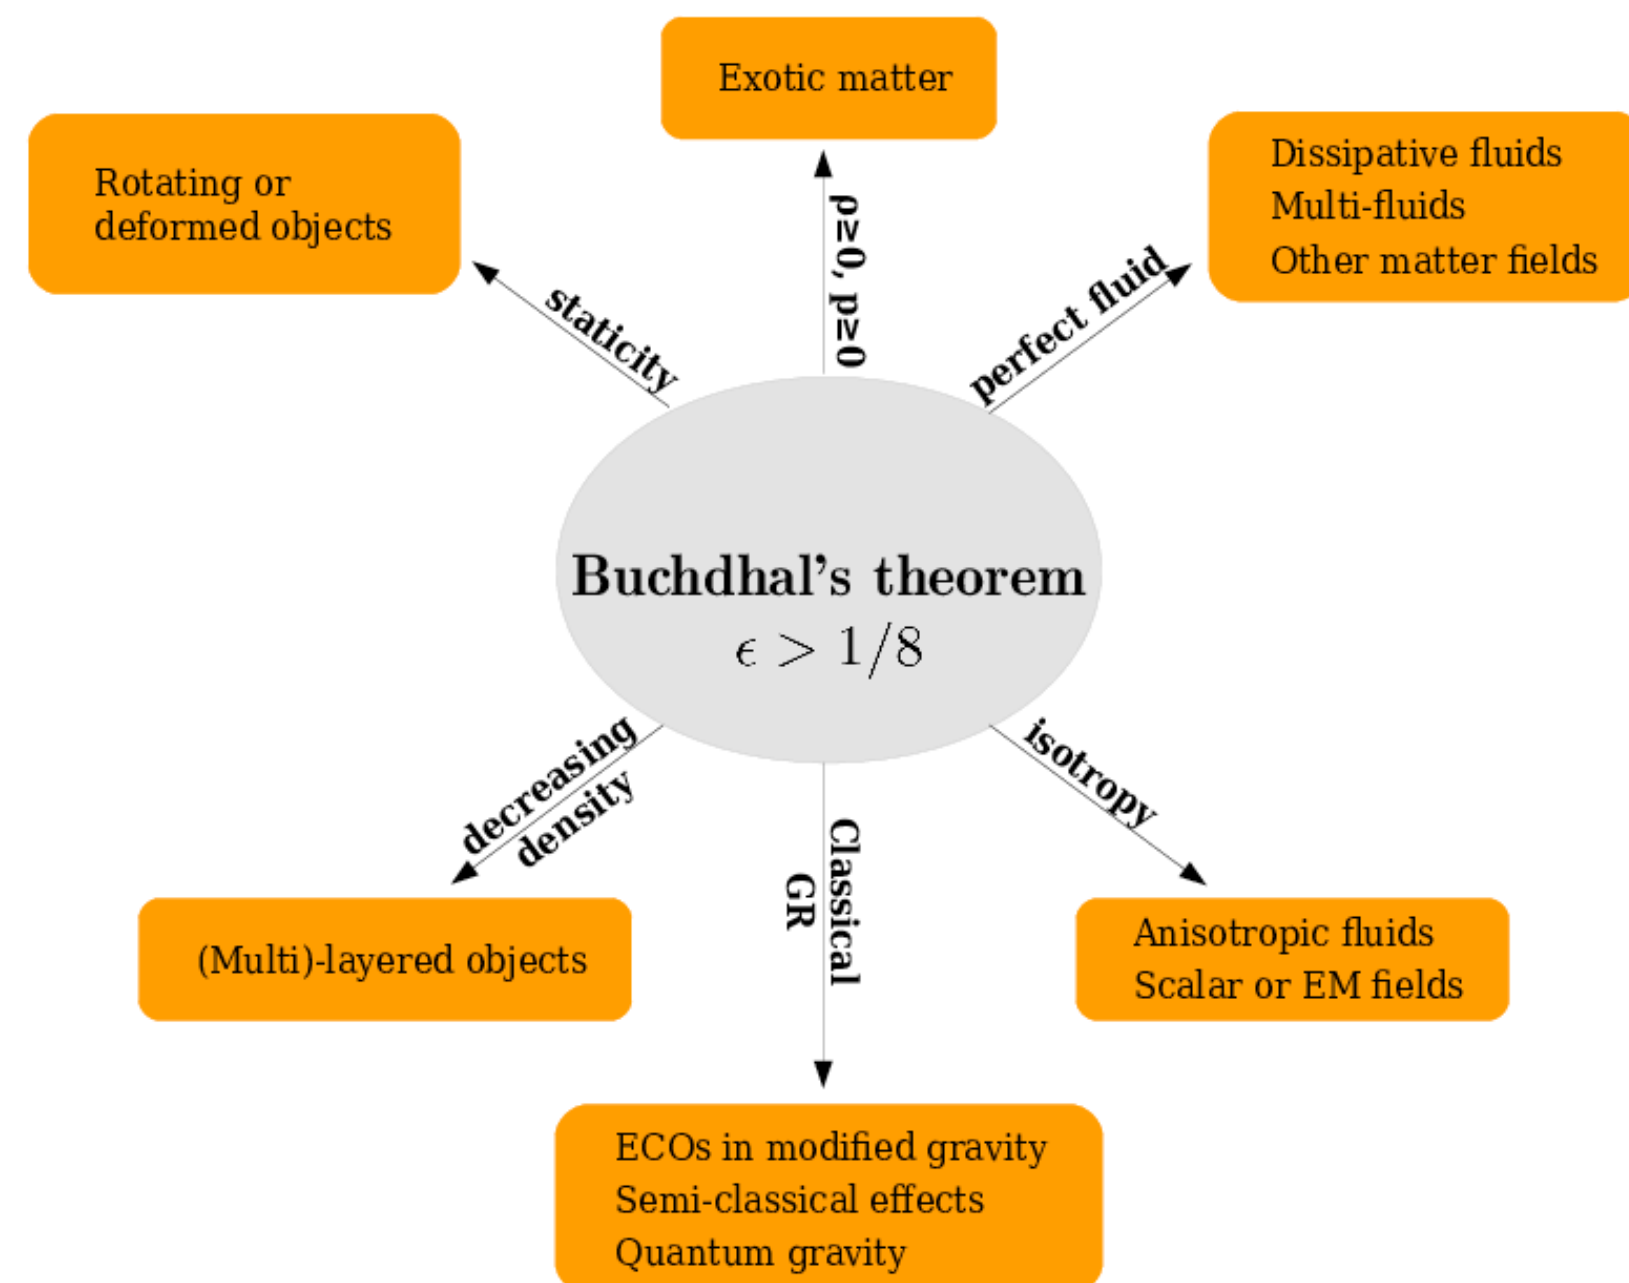 Exotic matter
Rotating or
deformed objects
Dissipative fluids
Multi-fluids
Other matter fields
staticity
ρ≥0, p≥0
perfect fluid
Buchdhal's theorem
ϵ > 1/8
decreasing
density
Classical
GR
isotropy
(Multi)-layered objects
Anisotropic fluids
Scalar or EM fields
ECOs in modified gravity
Semi-classical effects
Quantum gravity